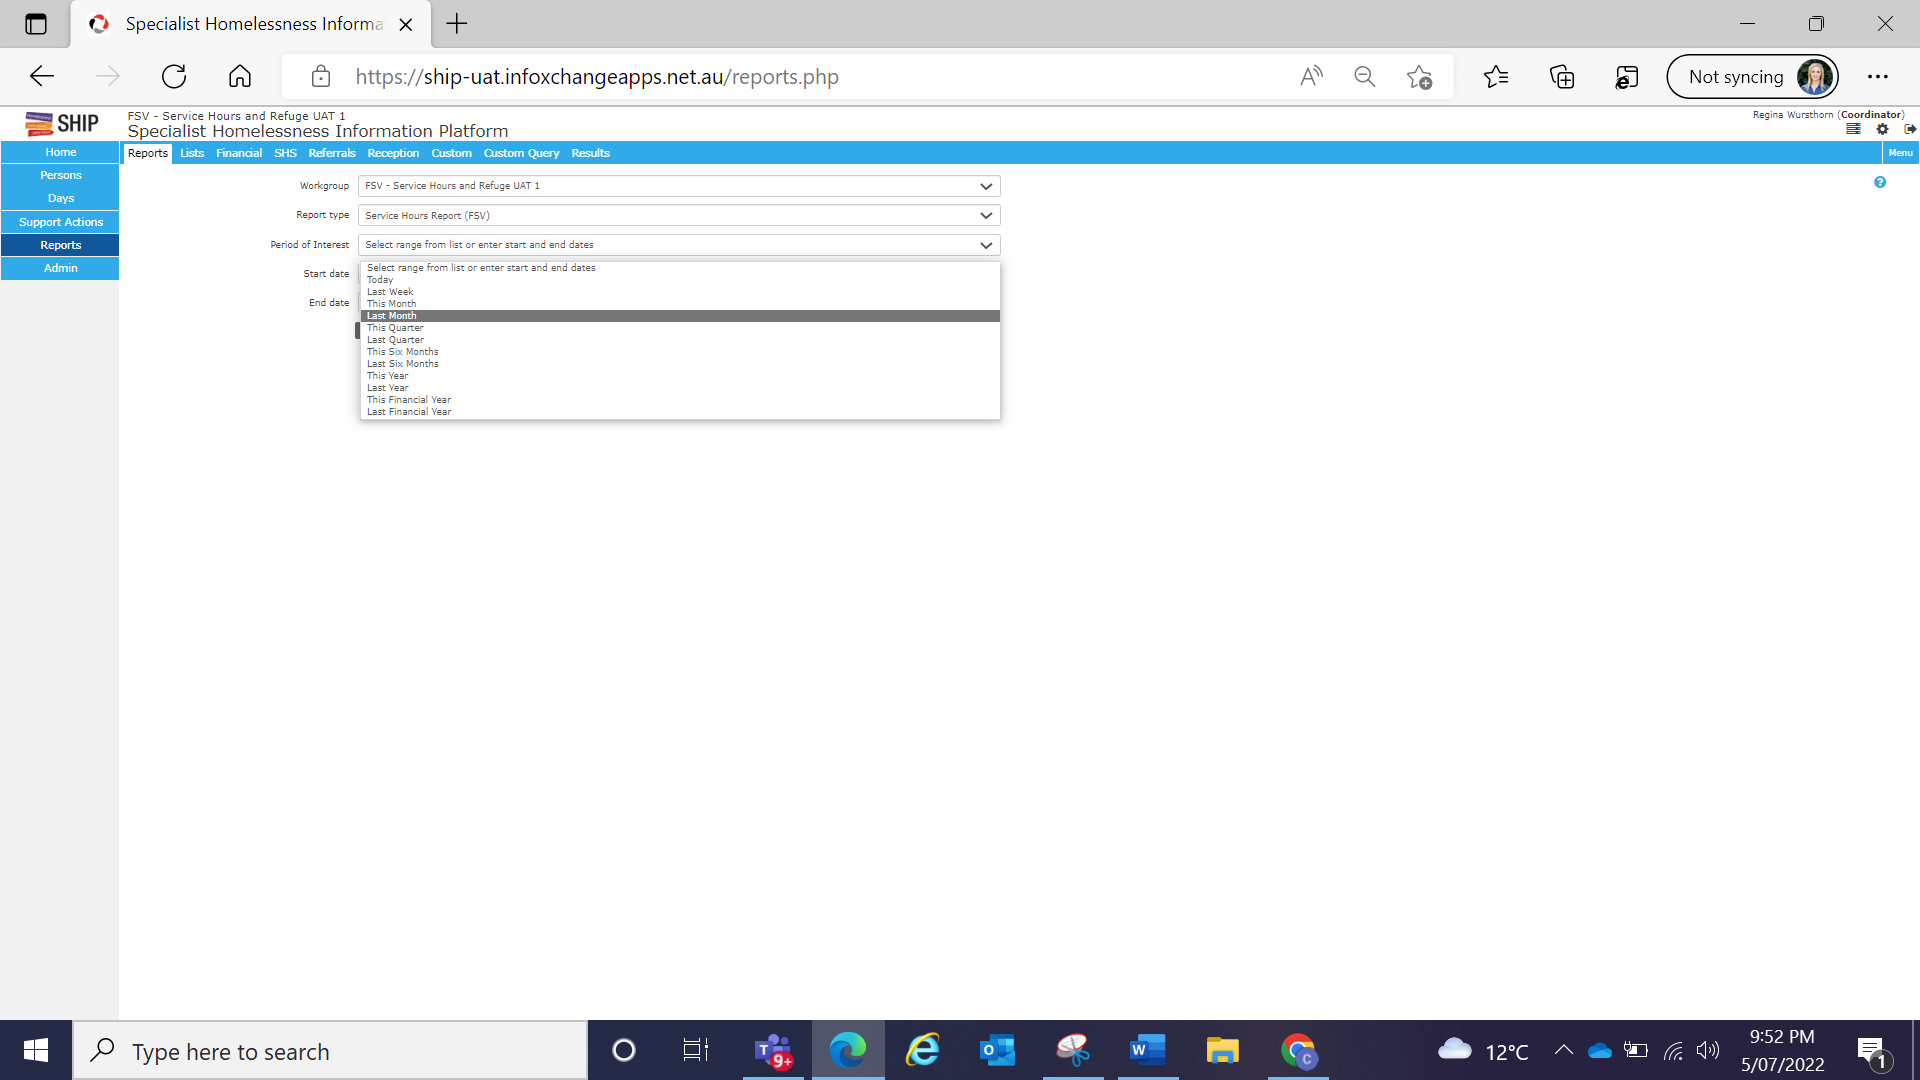 Specialist Homelessness Informa
https://ship-uat.infoxchangeapps.net.au/reports.php
Not syncing
SHIP
FSV - Service Hours and Refuge UAT 1
Specialist Homelessness Information Platform
Regina Wursthorn (Coordinator)
Home
Persons
Days
Support Actions
Reports
Admin
Reports Lists Financial SHS Referrals Reception Custom Custom Query Results
Menu
Workgroup FSV - Service Hours and Refuge UAT 1
Report type Service Hours Report (FSV)
Period of Interest Select range from list or enter start and end dates
Start date
End date
Select range from list or enter start and end dates
Today
Last Week
This Month
Last Month
This Quarter
Last Quarter
This Six Months
Last Six Months
This Year
Last Year
This Financial Year
Last Financial Year
Type here to search
9+
12°C
9:52 PM
5/07/2022
1